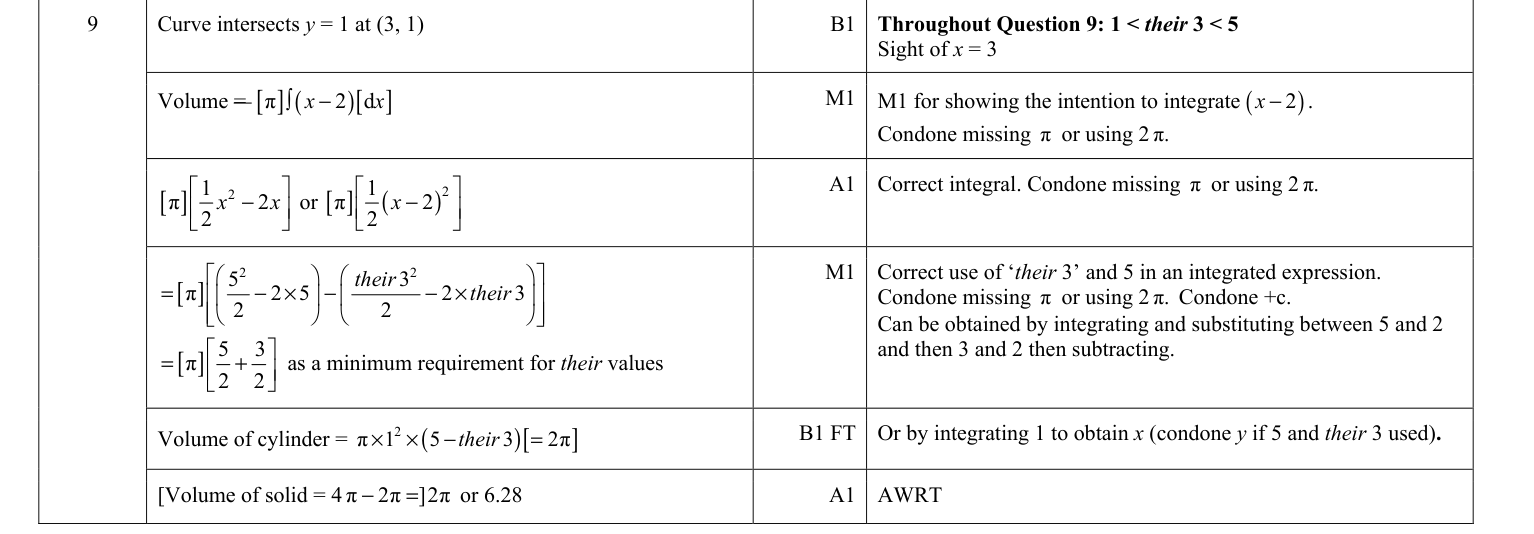 9 Curve intersects y = 1 at (3, 1) B1 Throughout Question 9: 1 < their 3 < 5
Sight of x = 3
Volume = [π]∫(x − 2)[dx] M1 M1 for showing the intention to integrate (x − 2).
Condone missing π or using 2 π.
[π][1/2 x² − 2x] or [π][1/2 (x − 2)²] A1 Correct integral. Condone missing π or using 2 π.
= [π][(5²/2 − 2×5) − (their 3²/2 − 2× their 3)] M1 Correct use of ‘their 3’ and 5 in an integrated expression.
Condone missing π or using 2 π. Condone +c.
Can be obtained by integrating and substituting between 5 and 2
and then 3 and 2 then subtracting.
= [π][5/2 + 3/2] as a minimum requirement for their values
Volume of cylinder = π×1²×(5 − their 3)[= 2π] B1 FT Or by integrating 1 to obtain x (condone y if 5 and their 3 used).
[Volume of solid = 4 π − 2π =]2π or 6.28 A1 AWRT